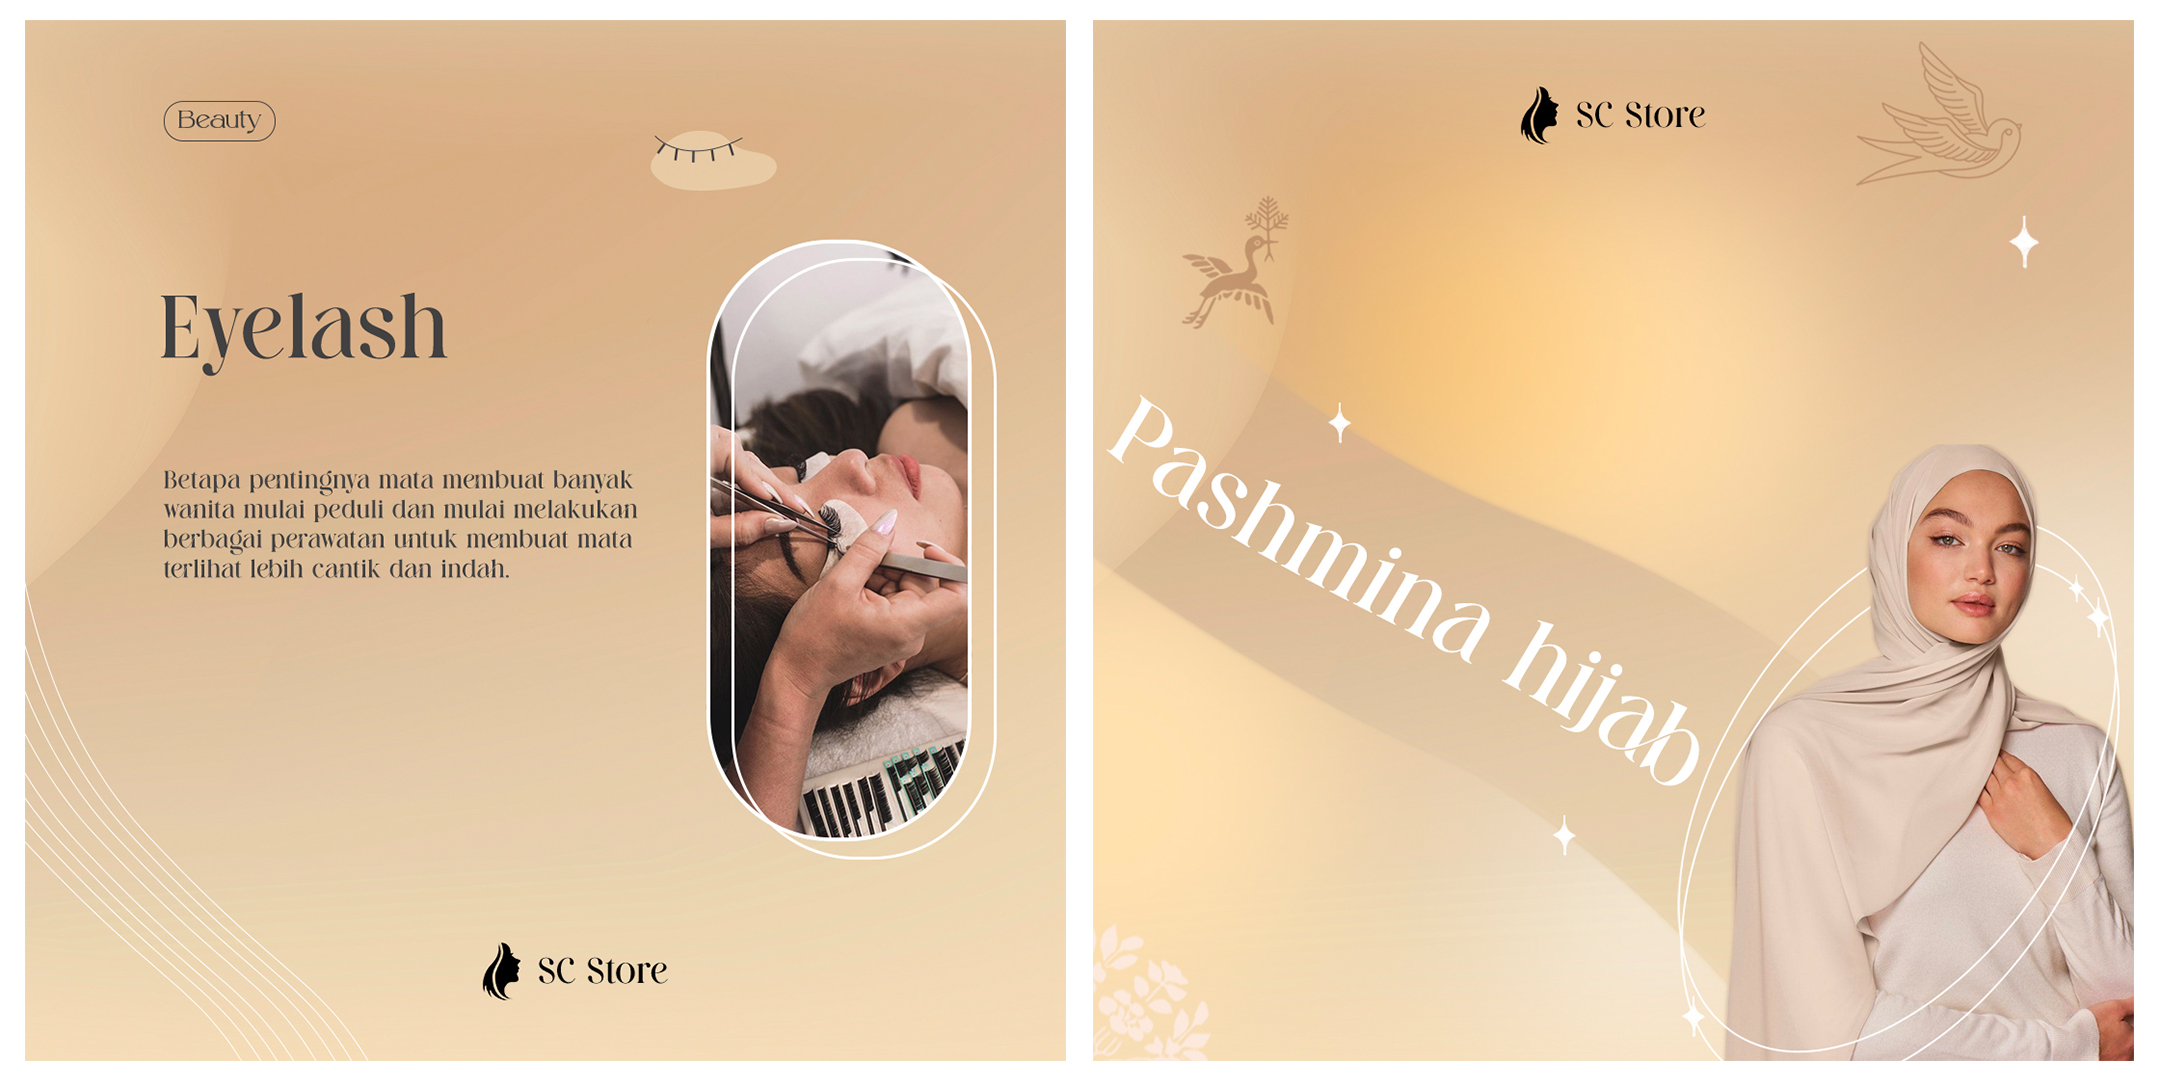 Beauty
Eyelash
Betapa pentingnya mata membuat banyak
wanita mulai peduli dan mulai melakukan
berbagai perawatan untuk membuat mata
terlihat lebih cantik dan indah.
SC Store
SC Store
Pashmina hijab